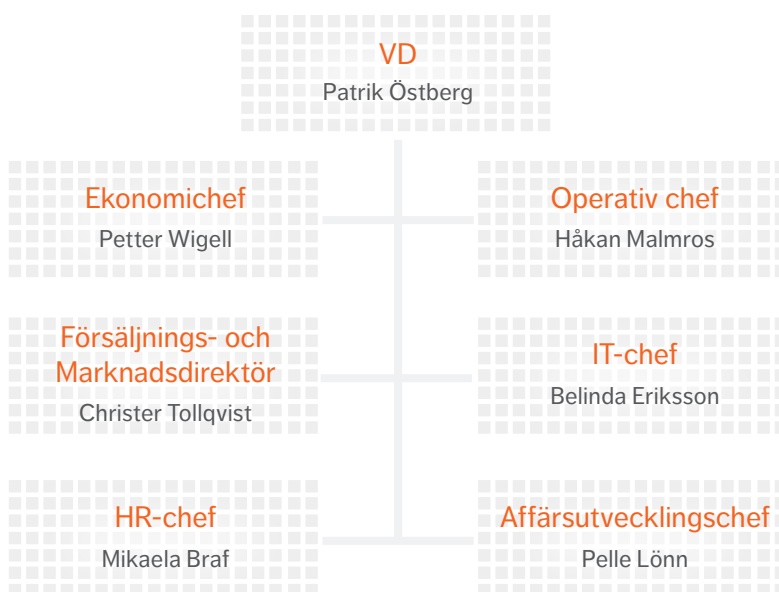 VD
Patrik Östberg
Ekonomichef
Petter Wigell
Operativ chef
Håkan Malmros
Försäljnings- och
Marknadsdirektör
Christer Tollqvist
IT-chef
Belinda Eriksson
HR-chef
Mikaela Braf
Affärsutvecklingschef
Pelle Lönn